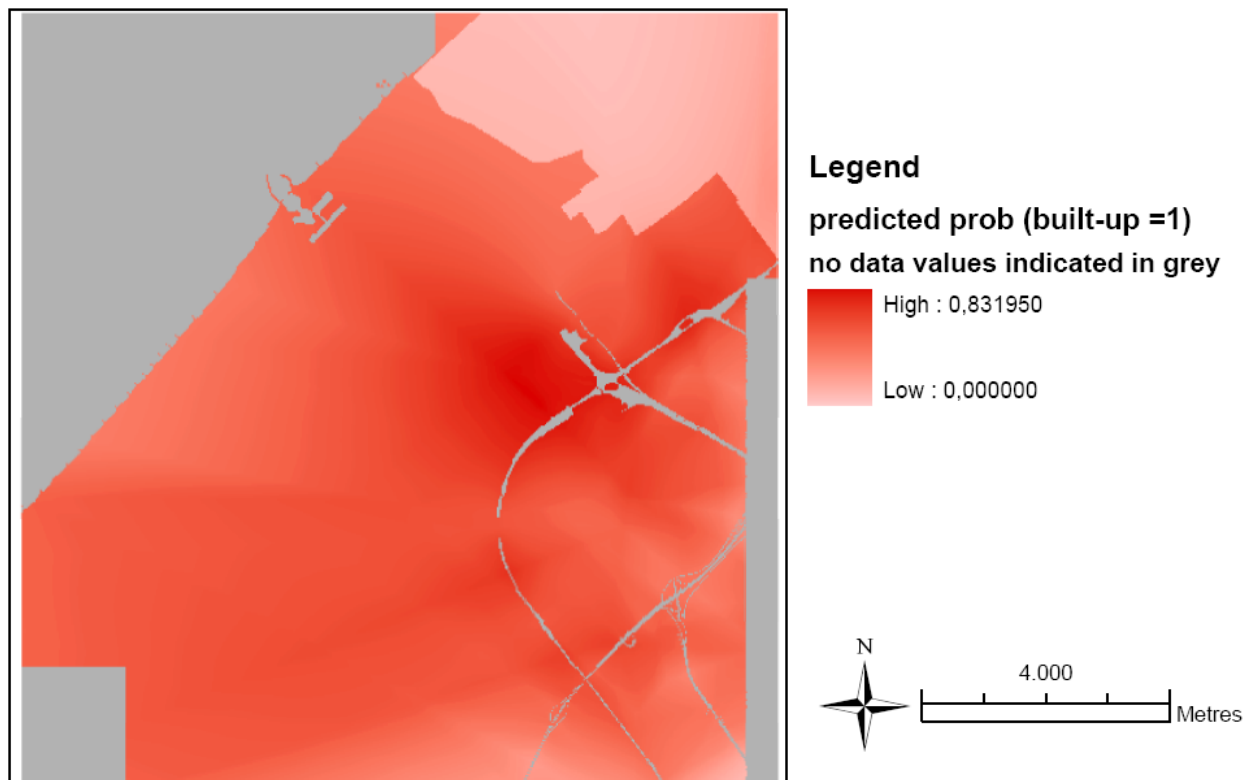 Legend
predicted prob (built-up =1)
no data values indicated in grey
High : 0,831950
Low : 0,000000
N
4.000
Metres